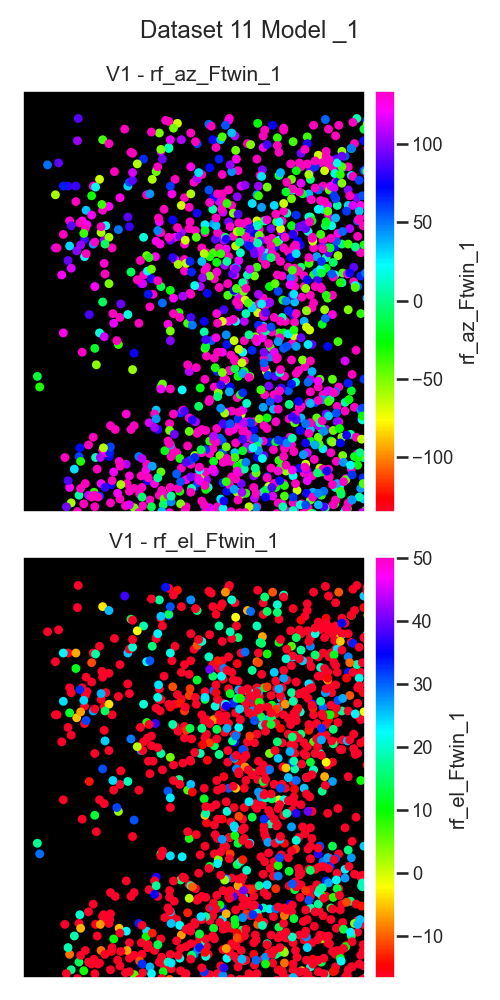 Dataset 11 Model _1
V1 - rf_az_Ftwin_1
100
50
0
−50
−100
rf_az_Ftwin_1
V1 - rf_el_Ftwin_1
50
40
30
20
10
0
−10
rf_el_Ftwin_1